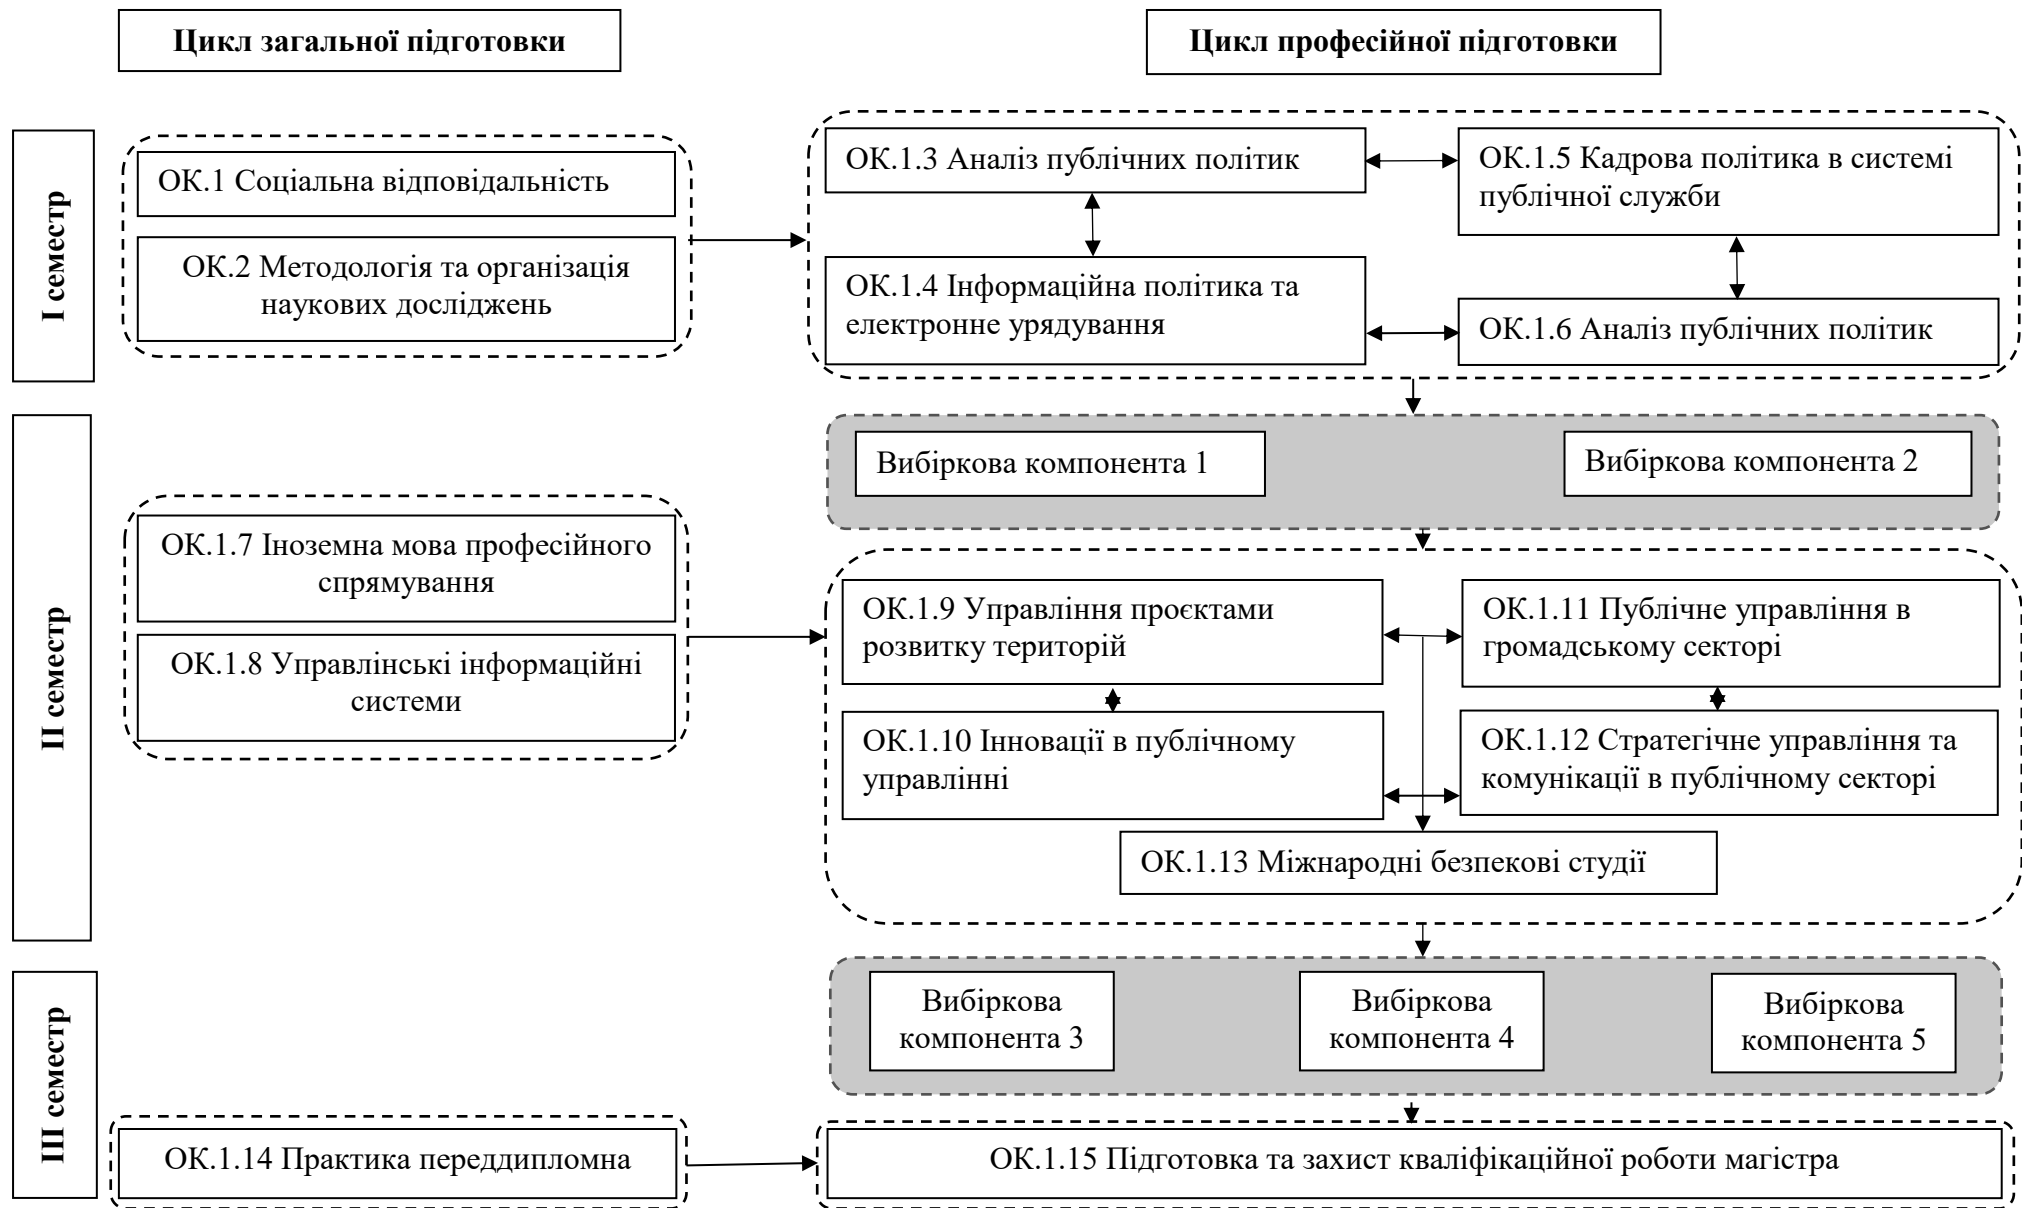 Цикл загальної підготовки
Цикл професійної підготовки
І семестр
ОК.1 Соціальна відповідальність
ОК.2 Методологія та організація
наукових досліджень
ОК.1.3 Аналіз публічних політик
ОК.1.5 Кадрова політика в системі
публічної служби
ОК.1.4 Інформаційна політика та
електронне урядування
ОК.1.6 Аналіз публічних політик
ІІ семестр
Вибіркова компонента 1
Вибіркова компонента 2
ОК.1.7 Іноземна мова професійного
спрямування
ОК.1.8 Управлінські інформаційні
системи
ОК.1.9 Управління проєктами
розвитку територій
ОК.1.11 Публічне управління в
громадському секторі
ОК.1.10 Інновації в публічному
управлінні
ОК.1.12 Стратегічне управління та
комунікації в публічному секторі
ОК.1.13 Міжнародні безпекові студії
ІІІ семестр
Вибіркова
компонента 3
Вибіркова
компонента 4
Вибіркова
компонента 5
ОК.1.14 Практика переддипломна
ОК.1.15 Підготовка та захист кваліфікаційної роботи магістра